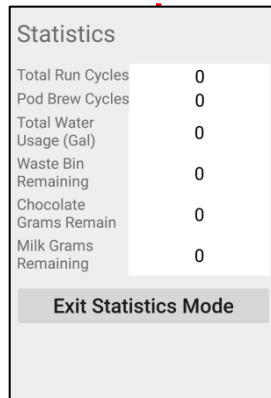 Statistics
Total Run Cycles 0
Pod Brew Cycles 0
Total Water
Usage (Gal) 0
Waste Bin
Remaining 0
Chocolate
Grams Remain 0
Milk Grams
Remaining 0
Exit Statistics Mode